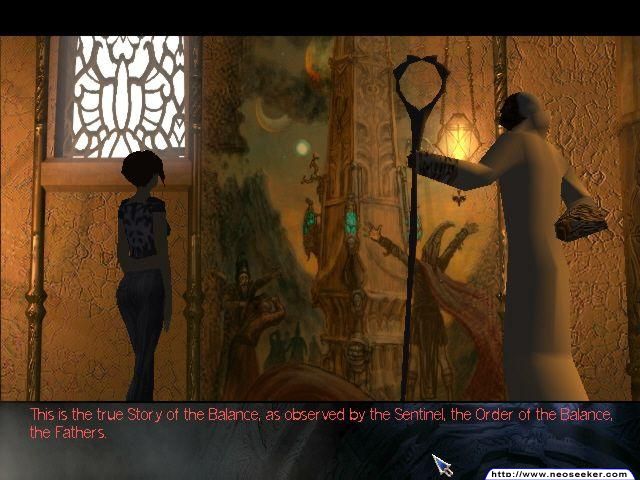 This is the true Story of the Balance, as observed by the Sentinel, the Order of the Balance,
the Fathers.
http://www.neoseeker.com